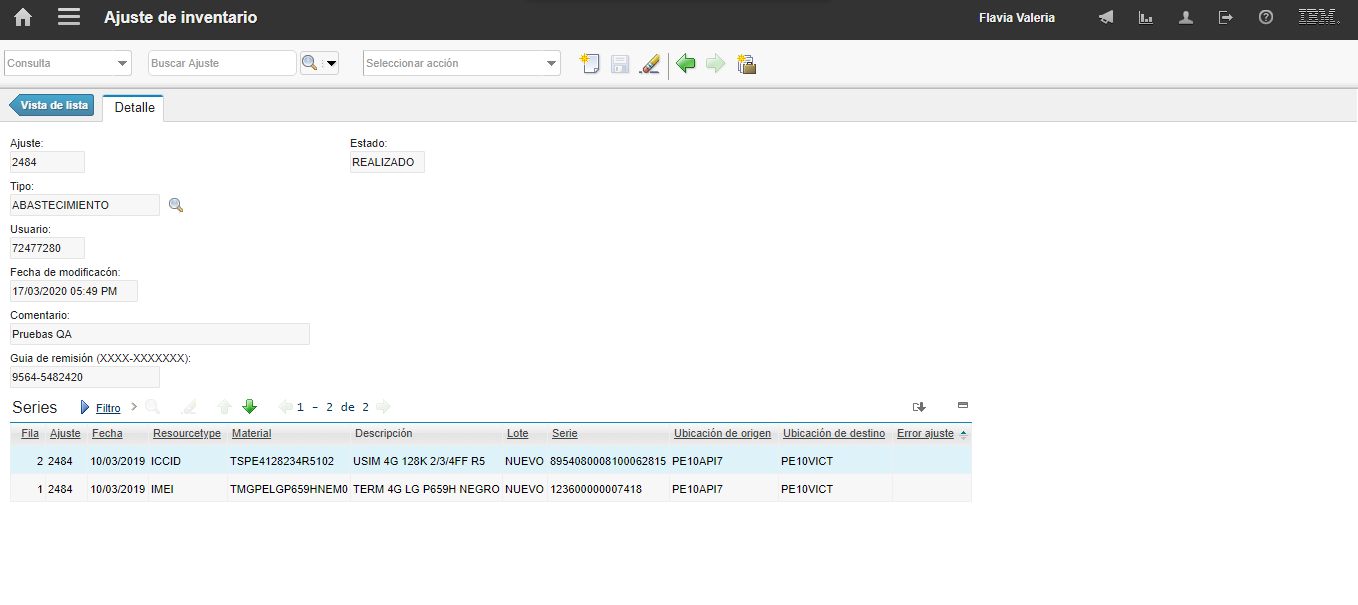 Ajuste de inventario
Flavia Valeria
IBM.
Consulta
Buscar Ajuste
Seleccionar acción
Vista de lista
Detalle
Ajuste:
Estado:
2484
REALIZADO
Tipo:
ABASTECIMIENTO
Usuario:
72477280
Fecha de modificacón:
17/03/2020 05:49 PM
Comentario:
Pruebas QA
Guia de remisión (XXXX-XXXXXXX):
9564-5482420
Series Filtro 1 - 2 de 2
Fila Ajuste Fecha Resourcetype Material Descripción Lote Serie Ubicación de origen Ubicación de destino Error ajuste
2 2484 10/03/2019 ICCID TSPE4128234R5102 USIM 4G 128K 2/3/4FF R5 NUEVO 8954080008100062815 PE10API7 PE10VICT
1 2484 10/03/2019 IMEI TMGPELGP659HNEM0 TERM 4G LG P659H NEGRO NUEVO 123600000007418 PE10API7 PE10VICT